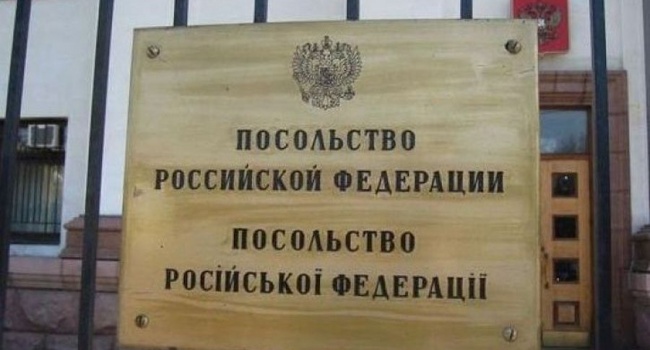 ПОСОЛЬСТВО
РОССИЙСКОЙ ФЕДЕРАЦИИ
ПОСОЛЬСТВО
РОСІЙСЬКОЇ ФЕДЕРАЦІЇ